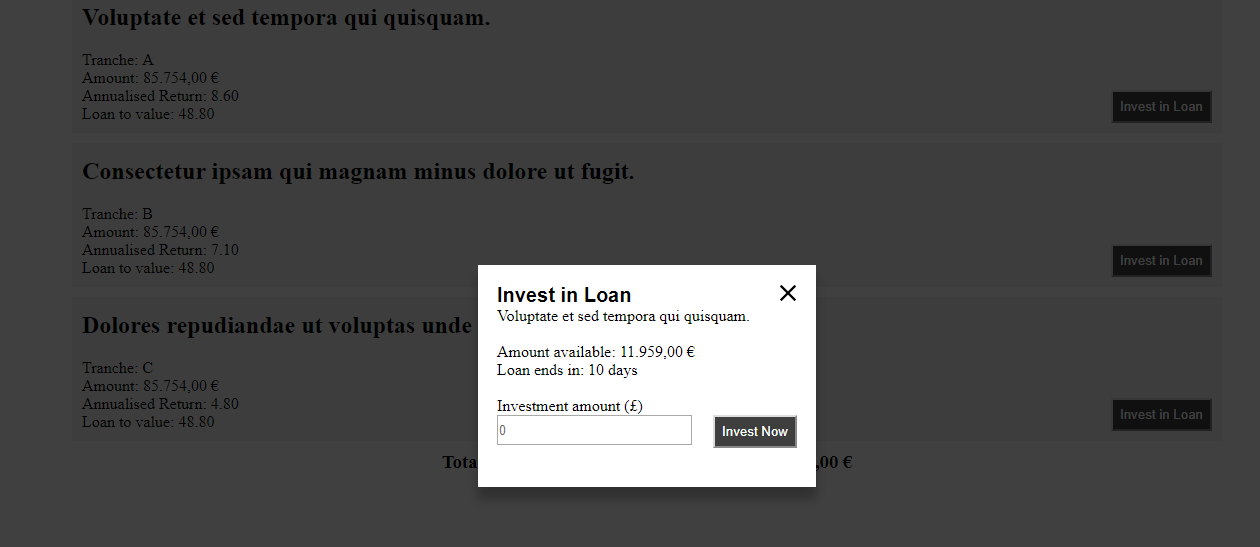 Voluptate et sed tempora qui quisquam.
Tranche: A
Amount: 85.754,00 €
Annualised Return: 8.60
Loan to value: 48.80
Invest in Loan
Consectetur ipsam qui magnam minus dolore ut fugit.
Tranche: B
Amount: 85.754,00 €
Annualised Return: 7.10
Loan to value: 48.80
Invest in Loan
Dolores repudiandae ut voluptas unde
Tranche: C
Amount: 85.754,00 €
Annualised Return: 4.80
Loan to value: 48.80
Invest in Loan
Invest in Loan
Voluptate et sed tempora qui quisquam.
Amount available: 11.959,00 €
Loan ends in: 10 days
Investment amount (£)
0
Invest Now
,00 €